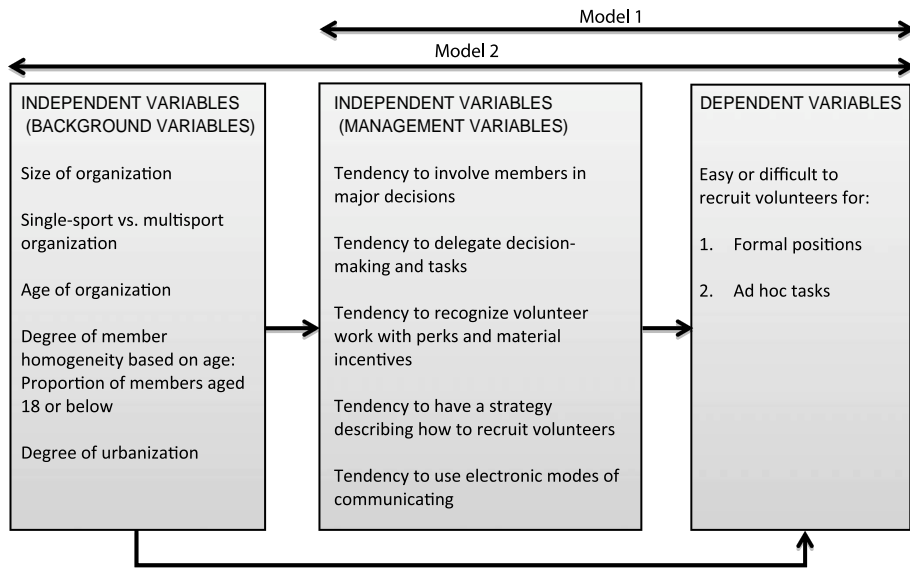 Model 1
Model 2
INDEPENDENT VARIABLES
(BACKGROUND VARIABLES)
Size of organization
Single-sport vs. multisport
organization
Age of organization
Degree of member
homogeneity based on age:
Proportion of members aged
18 or below
Degree of urbanization
INDEPENDENT VARIABLES
(MANAGEMENT VARIABLES)
Tendency to involve members in
major decisions
Tendency to delegate decision-
making and tasks
Tendency to recognize volunteer
work with perks and material
incentives
Tendency to have a strategy
describing how to recruit volunteers
Tendency to use electronic modes of
communicating
DEPENDENT VARIABLES
Easy or difficult to
recruit volunteers for:
1. Formal positions
2. Ad hoc tasks